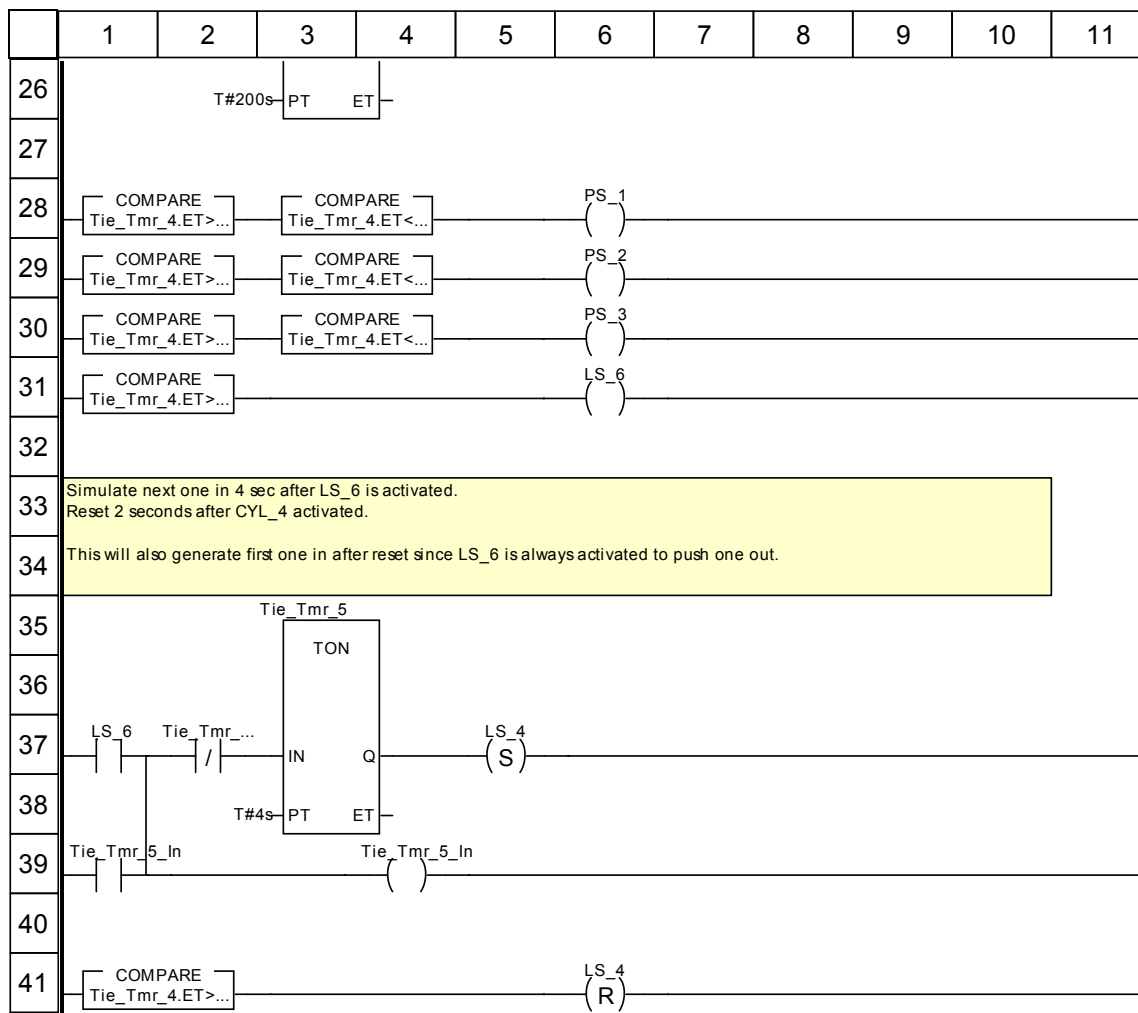 1 2 3 4 5 6 7 8 9 10 11
26
T#200s PT ET
27
28
COMPARE COMPARE PS_1
Tie_Tmr_4.ET>... Tie_Tmr_4.ET<... ( )
29
COMPARE COMPARE PS_2
Tie_Tmr_4.ET>... Tie_Tmr_4.ET<... ( )
30
COMPARE COMPARE PS_3
Tie_Tmr_4.ET>... Tie_Tmr_4.ET<... ( )
31
COMPARE LS_6
Tie_Tmr_4.ET>... ( )
32
33
Simulate next one in 4 sec after LS_6 is activated.
Reset 2 seconds after CYL_4 activated.
34
This will also generate first one in after reset since LS_6 is always activated to push one out.
35
Tie_Tmr_5
TON
36
37
LS_6 Tie_Tmr_... LS_4
/ IN Q (S)
38
T#4s PT ET
39
Tie_Tmr_5_In Tie_Tmr_5_In
( )
40
41
COMPARE LS_4
Tie_Tmr_4.ET>... (R)